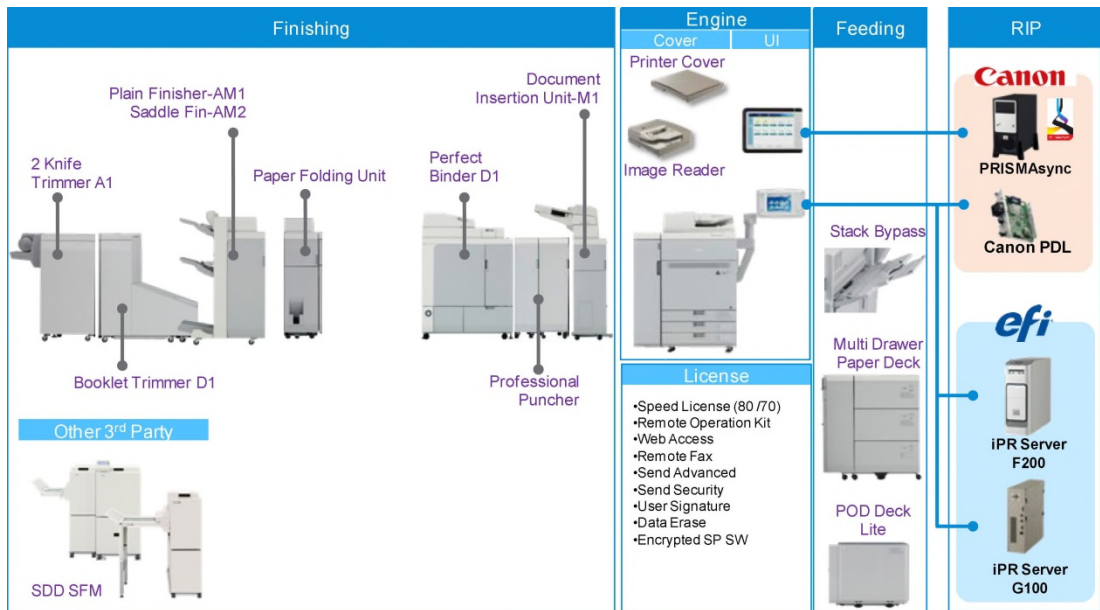 Finishing
Plain Finisher-AM1
Saddle Fin-AM2
Document
Insertion Unit-M1
2 Knife
Trimmer A1
Paper Folding Unit
Perfect
Binder D1
Booklet Trimmer D1
Professional
Puncher
Other 3rd Party
SDD SFM
Engine
Cover
UI
Printer Cover
Image Reader
License
•Speed License (80 /70)
•Remote Operation Kit
•Web Access
•Remote Fax
•Send Advanced
•Send Security
•User Signature
•Data Erase
•Encrypted SP SW
Feeding
Stack Bypass
Multi Drawer
Paper Deck
POD Deck
Lite
RIP
Canon
PRISMAsync
Canon PDL
efi
iPR Server
F200
iPR Server
G100